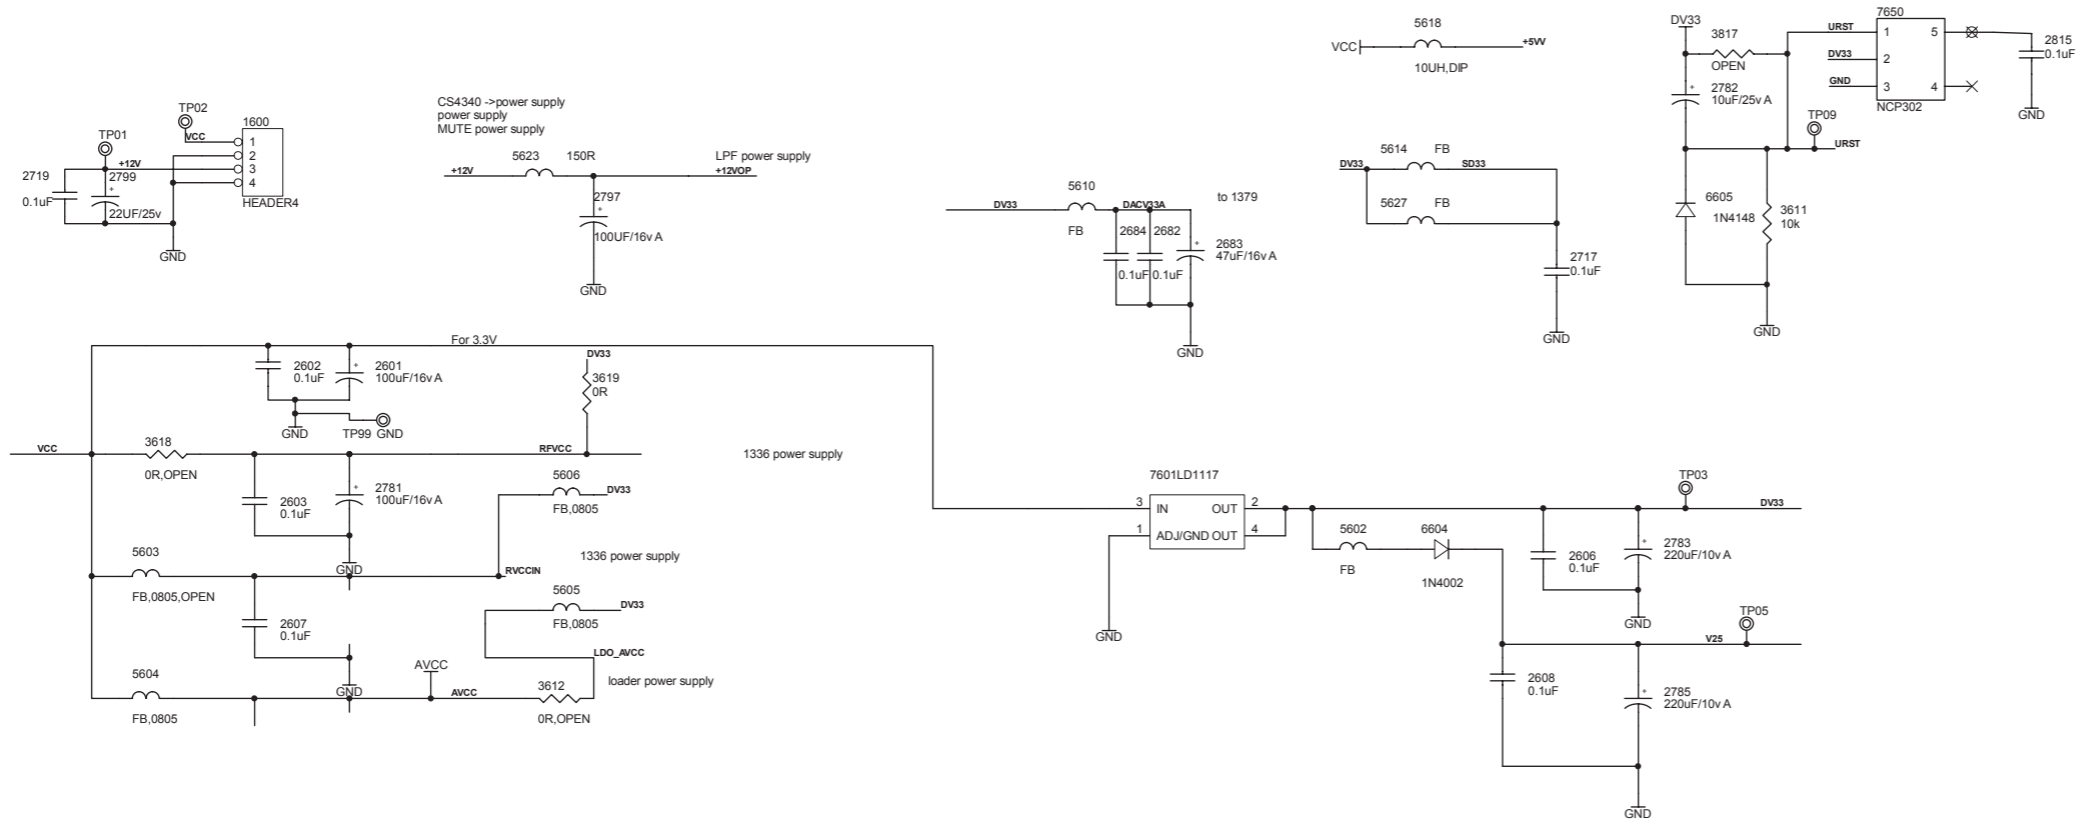 TP02
VCC
TP01
+12V
2719
0.1uF
2799
22UF/25v
1600
1
2
3
4
HEADER4
GND
CS4340 ->power supply
power supply
MUTE power supply
5623 150R
LPF power supply
+12V
+12VOP
2797
100UF/16v A
GND
5618
VCC
+5VV
10UH,DIP
5610
DV33
DACV33A
to 1379
FB
2684 2682
0.1uF 0.1uF
2683
47uF/16v A
GND
5614 FB
DV33
SD33
5627 FB
2717
0.1uF
GND
DV33
3817
OPEN
2782
10uF/25v A
URST
DV33
GND
7650
1 5
2
3 4
NCP302
2815
0.1uF
GND
TP09
URST
6605
1N4148
3611
10k
GND
For 3.3V
2602
0.1uF
2601
100uF/16v A
DV33
3619
0R
GND
TP99 GND
VCC
3618
0R,OPEN
RFVCC
1336 power supply
2603
0.1uF
2781
100uF/16v A
5606
DV33
FB,0805
GND
5603
FB,0805,OPEN
RVCCIN
1336 power supply
2607
0.1uF
5605
DV33
FB,0805
LDO_AVCC
loader power supply
GND
5604
FB,0805
AVCC
AVCC
3612
0R,OPEN
7601LD1117
3 IN OUT 2
1 ADJ/GND OUT 4
GND
5602
FB
6604
1N4002
TP03
DV33
2606
0.1uF
2783
220uF/10v A
GND
TP05
V25
2608
0.1uF
2785
220uF/10v A
GND